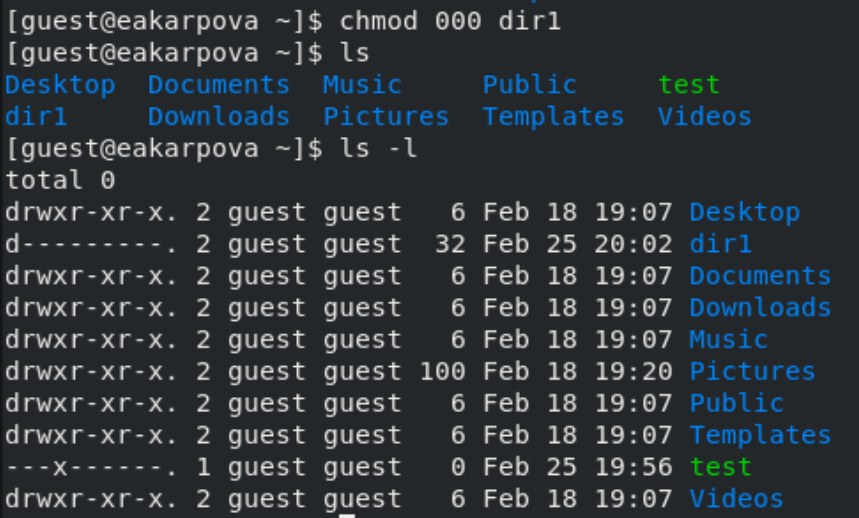 [guest@eakarpova ~]$ chmod 000 dir1
[guest@eakarpova ~]$ ls
Desktop  Documents  Music     Public     test
dir1     Downloads  Pictures  Templates  Videos
[guest@eakarpova ~]$ ls -l
total 0
drwxr-xr-x. 2 guest guest   6 Feb 18 19:07 Desktop
d---------. 2 guest guest  32 Feb 25 20:02 dir1
drwxr-xr-x. 2 guest guest   6 Feb 18 19:07 Documents
drwxr-xr-x. 2 guest guest   6 Feb 18 19:07 Downloads
drwxr-xr-x. 2 guest guest   6 Feb 18 19:07 Music
drwxr-xr-x. 2 guest guest 100 Feb 18 19:20 Pictures
drwxr-xr-x. 2 guest guest   6 Feb 18 19:07 Public
drwxr-xr-x. 2 guest guest   6 Feb 18 19:07 Templates
---x------. 1 guest guest   0 Feb 25 19:56 test
drwxr-xr-x. 2 guest guest   6 Feb 18 19:07 Videos